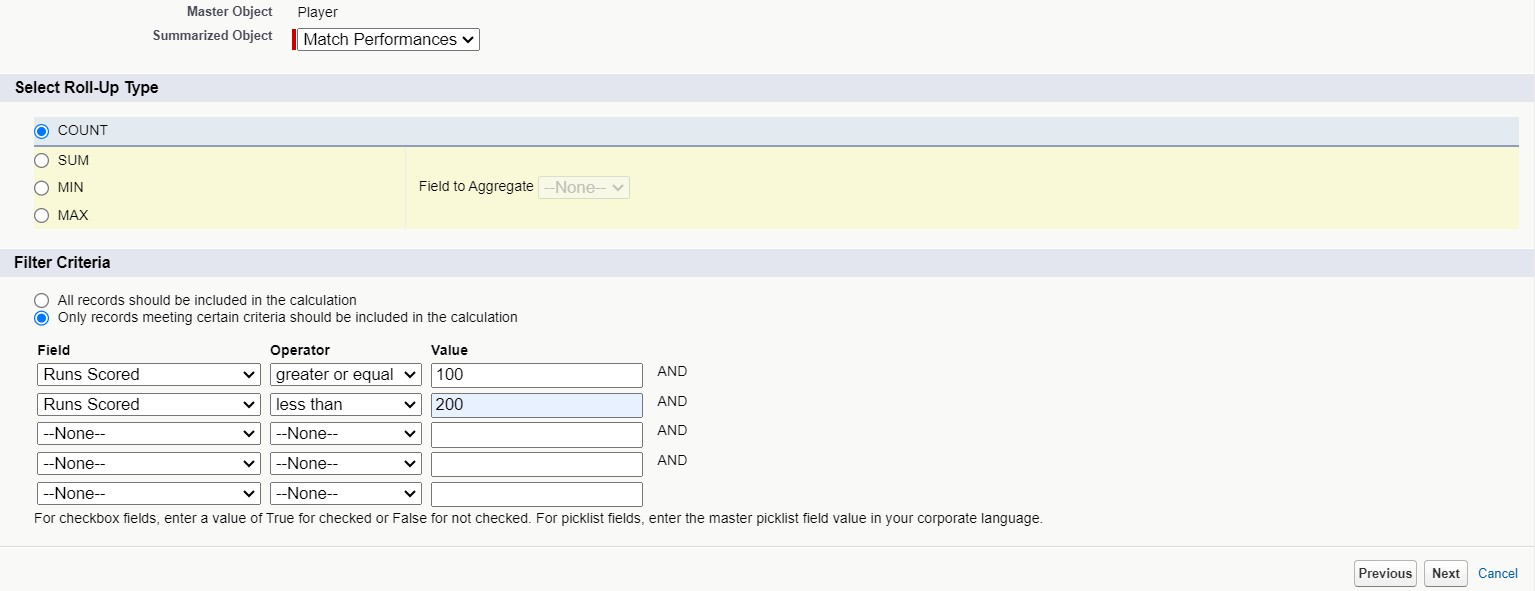 Master Object Player
Summarized Object Match Performances
Select Roll-Up Type
COUNT
SUM
MIN
MAX
Field to Aggregate --None--
Filter Criteria
All records should be included in the calculation
Only records meeting certain criteria should be included in the calculation
Field Operator Value
Runs Scored greater or equal 100 AND
Runs Scored less than 200 AND
--None-- --None-- AND
--None-- --None-- AND
--None-- --None--
For checkbox fields, enter a value of True for checked or False for not checked. For picklist fields, enter the master picklist field value in your corporate language.
Previous Next Cancel